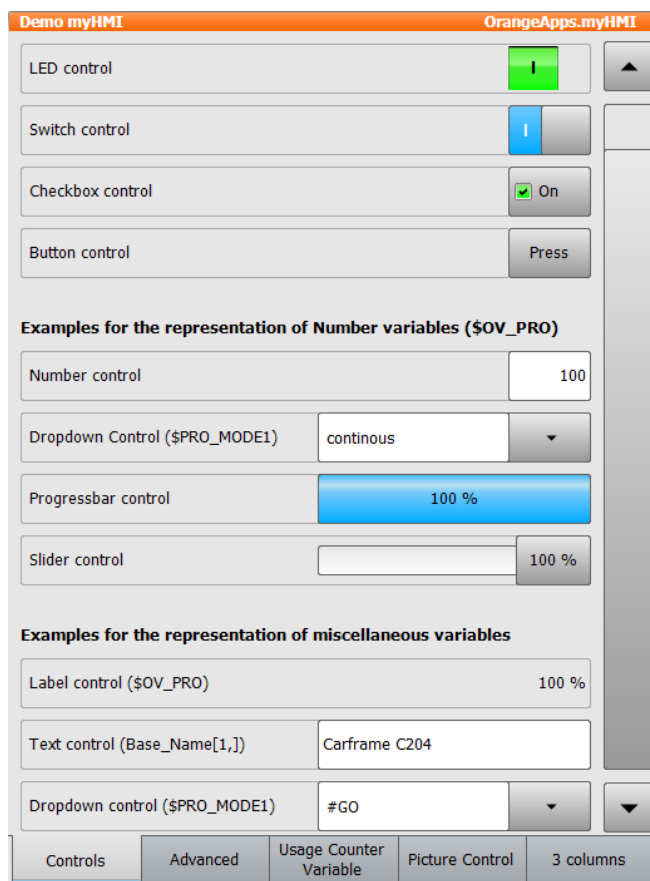 Demo myHMI OrangeApps.myHMI
LED control I
Switch control I
Checkbox control On
Button control Press
Examples for the representation of Number variables ($OV_PRO)
Number control 100
Dropdown Control ($PRO_MODE1) continous
Progressbar control 100 %
Slider control 100 %
Examples for the representation of miscellaneous variables
Label control ($OV_PRO) 100 %
Text control (Base_Name[1,]) Carframe C204
Dropdown control ($PRO_MODE1) #GO
Controls Advanced Usage Counter Variable Picture Control 3 columns